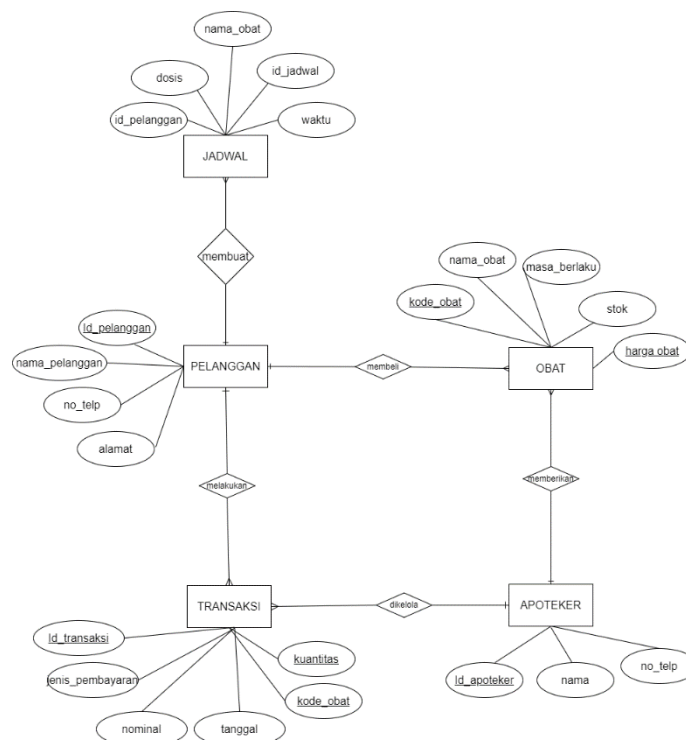 nama_obat
dosis
id_jadwal
id_pelanggan
waktu
JADWAL
membuat
nama_obat
masa_berlaku
kode_obat
stok
Id_pelanggan
harga obat
nama_pelanggan
PELANGGAN
membeli
OBAT
no_telp
alamat
melakukan
memberikan
TRANSAKSI
dikelola
APOTEKER
Id_transaksi
kuantitas
jenis_pembayaran
kode_obat
Id_apoteker
nama
no_telp
nominal
tanggal